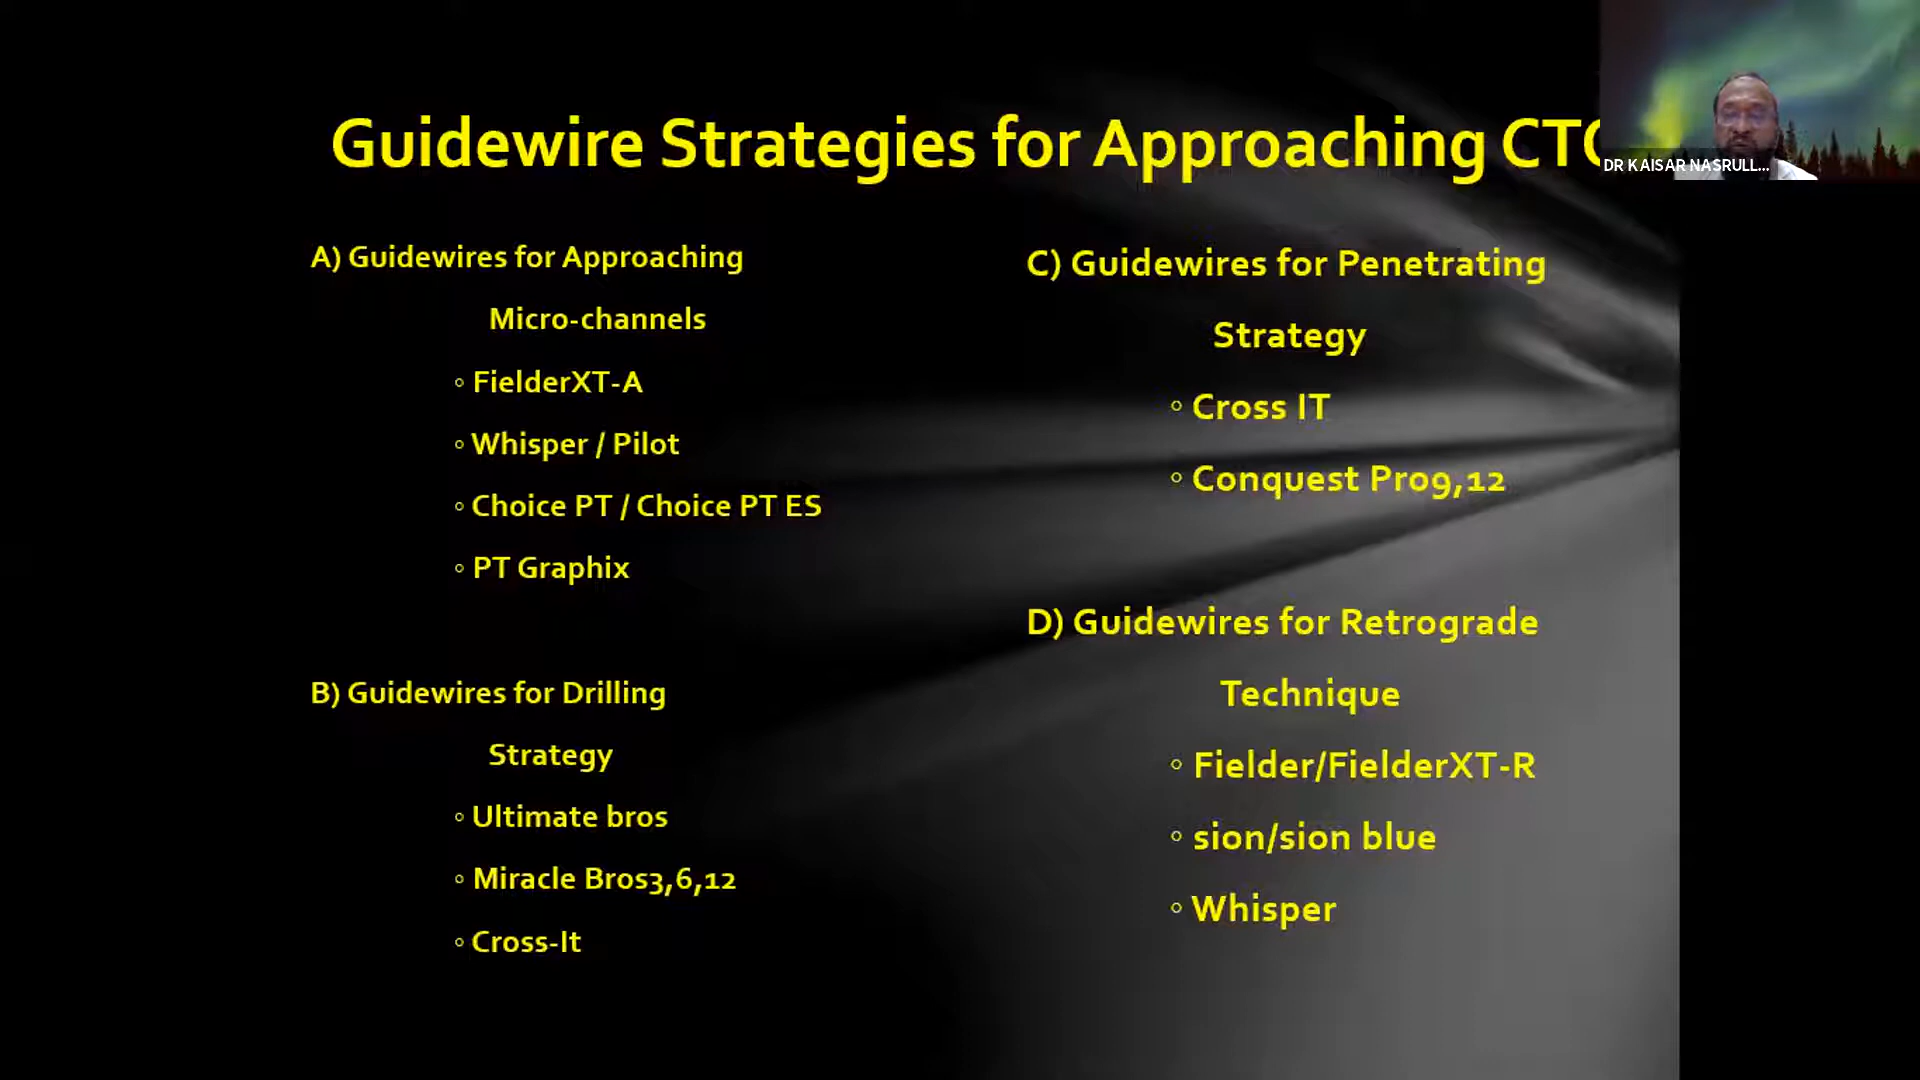 Guidewire Strategies for Approaching CTO
DR KAISAR NASRULL...
A) Guidewires for Approaching
Micro-channels
◦ FielderXT-A
◦ Whisper / Pilot
◦ Choice PT / Choice PT ES
◦ PT Graphix
B) Guidewires for Drilling
Strategy
◦ Ultimate bros
◦ Miracle Bros3,6,12
◦ Cross-It
C) Guidewires for Penetrating
Strategy
◦ Cross IT
◦ Conquest Pro9,12
D) Guidewires for Retrograde
Technique
◦ Fielder/FielderXT-R
◦ sion/sion blue
◦ Whisper